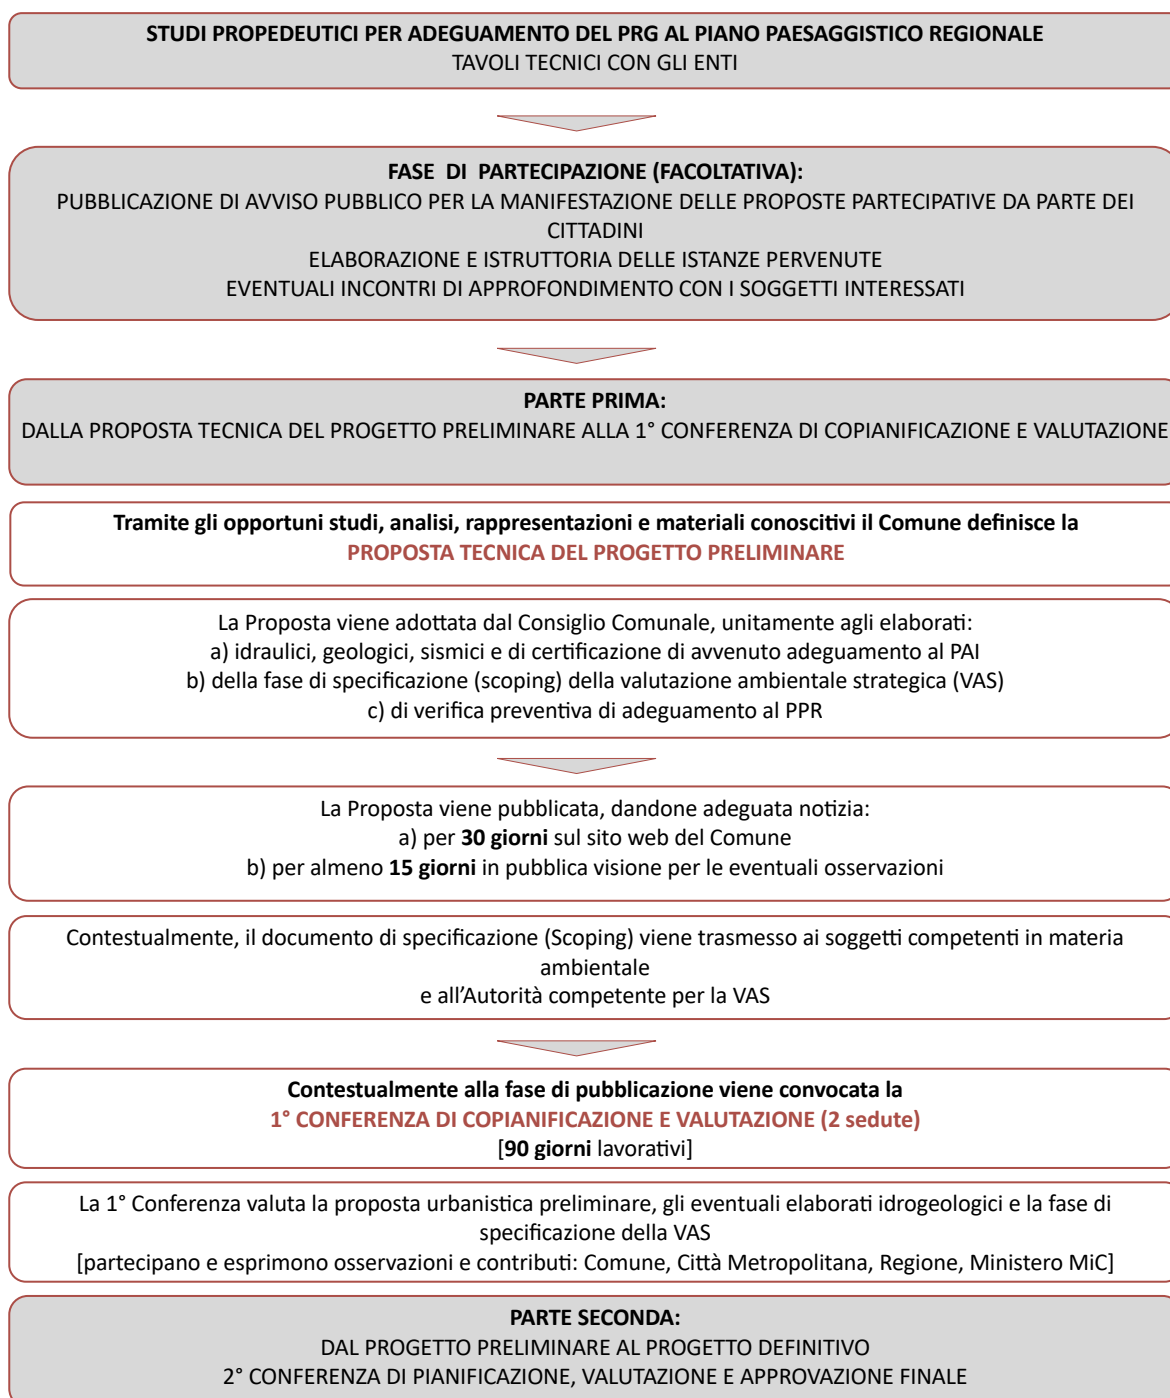 STUDI PROPEDEUTICI PER ADEGUAMENTO DEL PRG AL PIANO PAESAGGISTICO REGIONALE
TAVOLI TECNICI CON GLI ENTI
FASE DI PARTECIPAZIONE (FACOLTATIVA):
PUBBLICAZIONE DI AVVISO PUBBLICO PER LA MANIFESTAZIONE DELLE PROPOSTE PARTECIPATIVE DA PARTE DEI
CITTADINI
ELABORAZIONE E ISTRUTTORIA DELLE ISTANZE PERVENUTE
EVENTUALI INCONTRI DI APPROFONDIMENTO CON I SOGGETTI INTERESSATI
PARTE PRIMA:
DALLA PROPOSTA TECNICA DEL PROGETTO PRELIMINARE ALLA 1° CONFERENZA DI COPIANIFICAZIONE E VALUTAZIONE
Tramite gli opportuni studi, analisi, rappresentazioni e materiali conoscitivi il Comune definisce la
PROPOSTA TECNICA DEL PROGETTO PRELIMINARE
La Proposta viene adottata dal Consiglio Comunale, unitamente agli elaborati:
a) idraulici, geologici, sismici e di certificazione di avvenuto adeguamento al PAI
b) della fase di specificazione (scoping) della valutazione ambientale strategica (VAS)
c) di verifica preventiva di adeguamento al PPR
La Proposta viene pubblicata, dandone adeguata notizia:
a) per 30 giorni sul sito web del Comune
b) per almeno 15 giorni in pubblica visione per le eventuali osservazioni
Contestualmente, il documento di specificazione (Scoping) viene trasmesso ai soggetti competenti in materia
ambientale
e all'Autorità competente per la VAS
Contestualmente alla fase di pubblicazione viene convocata la
1° CONFERENZA DI COPIANIFICAZIONE E VALUTAZIONE (2 sedute)
[90 giorni lavorativi]
La 1° Conferenza valuta la proposta urbanistica preliminare, gli eventuali elaborati idrogeologici e la fase di
specificazione della VAS
[partecipano e esprimono osservazioni e contributi: Comune, Città Metropolitana, Regione, Ministero MiC]
PARTE SECONDA:
DAL PROGETTO PRELIMINARE AL PROGETTO DEFINITIVO
2° CONFERENZA DI PIANIFICAZIONE, VALUTAZIONE E APPROVAZIONE FINALE